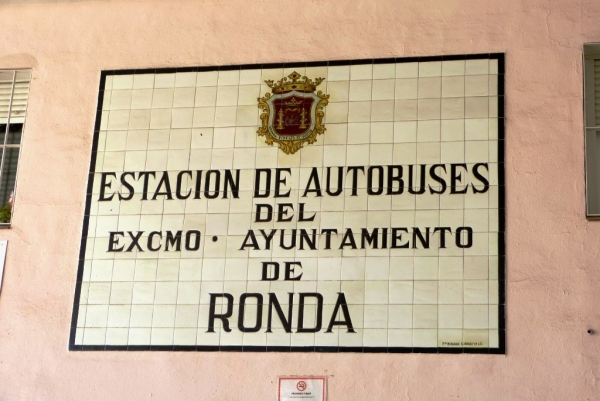 ESTACION DE AUTOBUSES
DEL
EXCMO · AYUNTAMIENTO
DE
RONDA